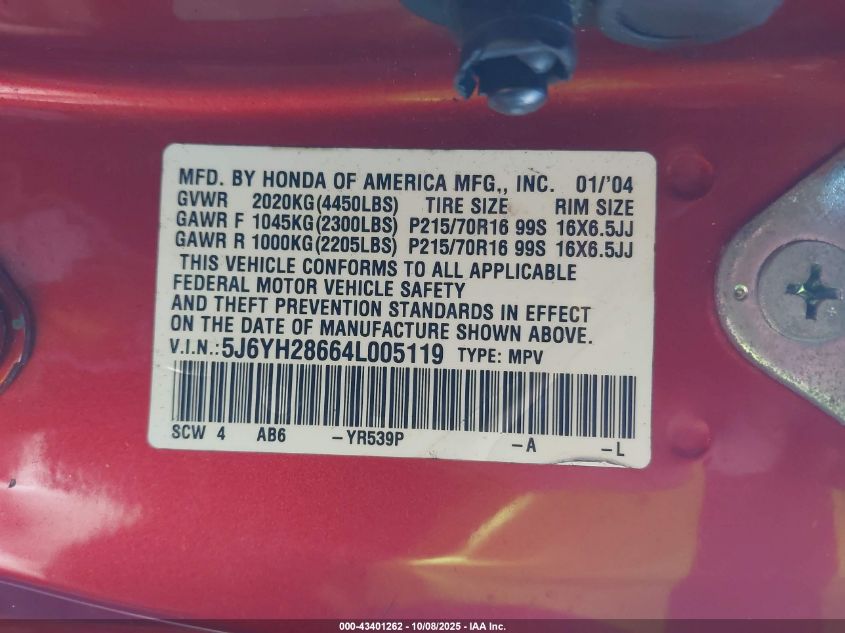 MFD. BY HONDA OF AMERICA MFG., INC. 01/'04
GVWR 2020KG(4450LBS) TIRE SIZE RIM SIZE
GAWR F 1045KG(2300LBS) P215/70R16 99S 16X6.5JJ
GAWR R 1000KG(2205LBS) P215/70R16 99S 16X6.5JJ
THIS VEHICLE CONFORMS TO ALL APPLICABLE
FEDERAL MOTOR VEHICLE SAFETY
AND THEFT PREVENTION STANDARDS IN EFFECT
ON THE DATE OF MANUFACTURE SHOWN ABOVE.
V.I.N.:5J6YH28664L005119 TYPE: MPV
SCW 4 AB6 -YR539P -A -L
000-43401262 - 10/08/2025 - IAA Inc.